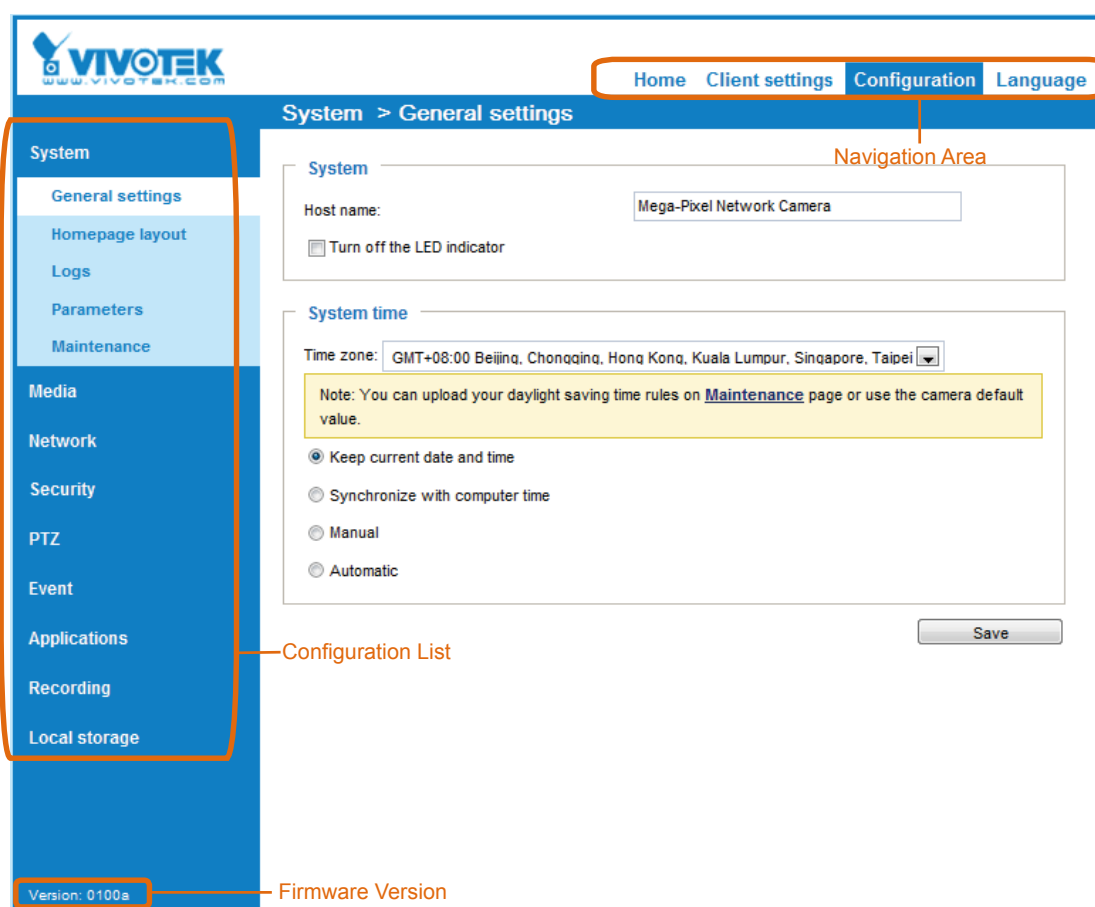 VIVOTEK
www.vivotek.com
Home Client settings Configuration Language
System > General settings
Navigation Area
System
General settings
Homepage layout
Logs
Parameters
Maintenance
Media
Network
Security
PTZ
Event
Applications
Recording
Local storage
Version: 0100a
System
Host name: Mega-Pixel Network Camera
Turn off the LED indicator
System time
Time zone: GMT+08:00 Beijing, Chongqing, Hong Kong, Kuala Lumpur, Singapore, Taipei
Note: You can upload your daylight saving time rules on Maintenance page or use the camera default
value.
Keep current date and time
Synchronize with computer time
Manual
Automatic
Save
Configuration List
Firmware Version